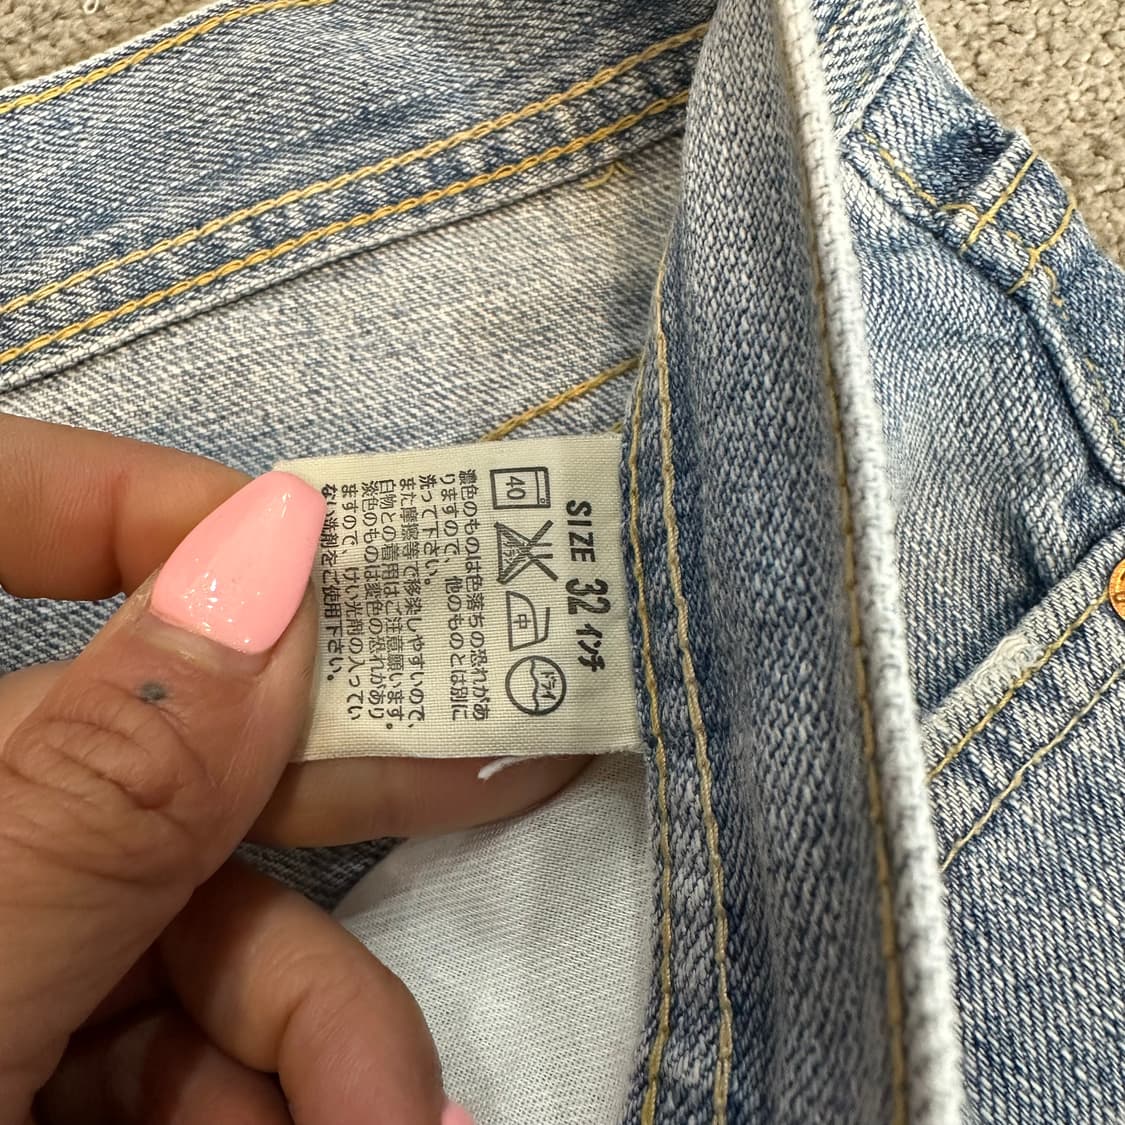 SIZE 32 インチ
40
中
ドライ
濃色のものは色落ちの恐れがあ
りますので、他のものとは別に
洗って下さい。
また摩擦等で移染しやすいので、
白物との着用はご注意願います。
淡色のものは変色の恐れがあり
ますので、けい光剤の入ってい
ない洗剤をご使用下さい。